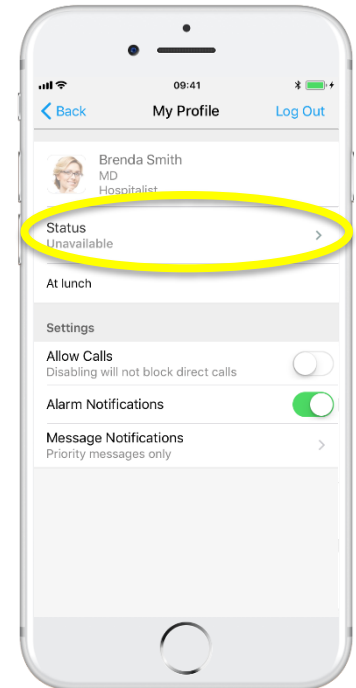 09:41
Back My Profile Log Out
Brenda Smith
MD
Hospitalist
Status
Unavailable
At lunch
Settings
Allow Calls
Disabling will not block direct calls
Alarm Notifications
Message Notifications
Priority messages only